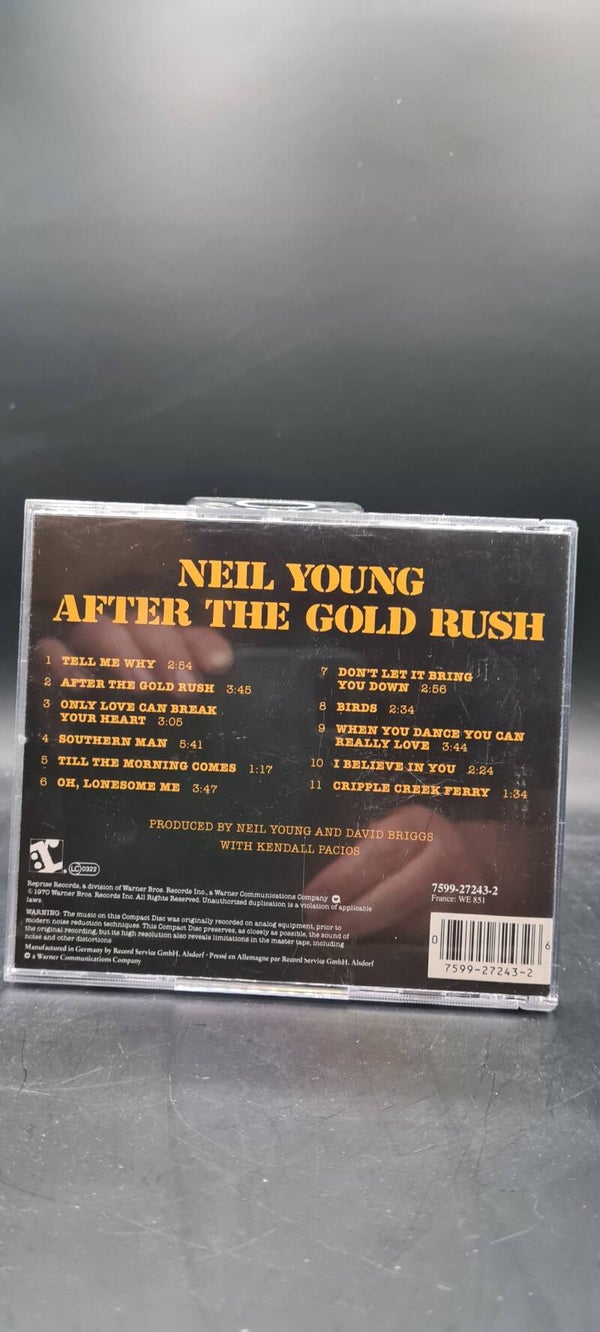 NEIL YOUNG
AFTER THE GOLD RUSH
1 TELL ME WHY 2:54
2 AFTER THE GOLD RUSH 3:45
3 ONLY LOVE CAN BREAK
YOUR HEART 3:05
4 SOUTHERN MAN 5:41
5 TILL THE MORNING COMES 1:17
6 OH, LONESOME ME 3:47
7 DON'T LET IT BRING
YOU DOWN 2:56
8 BIRDS 2:34
9 WHEN YOU DANCE YOU CAN
REALLY LOVE 3:44
10 I BELIEVE IN YOU 2:24
11 CRIPPLE CREEK FERRY 1:34
PRODUCED BY NEIL YOUNG AND DAVID BRIGGS
WITH KENDALL PACIOS
LC 0322
Reprise Records, a division of Warner Bros. Records Inc., a Warner Communications Company
© 1970 Warner Bros. Records Inc. All Rights Reserved. Unauthorized duplication is a violation of applicable
laws.
WARNING: The music on this Compact Disc was originally recorded on analog equipment, prior to
modern noise reduction techniques. This Compact Disc preserves, as closely as possible, the sound of
the original recording, but its high resolution also reveals limitations in the master tape, including
noise and other distortions.
Manufactured in Germany by Record Service GmbH. Alsdorf · Pressé en Allemagne par Record Service GmbH. Alsdorf
a Warner Communications Company
7599-27243-2
France: WE 851
0 6
7599-27243-2